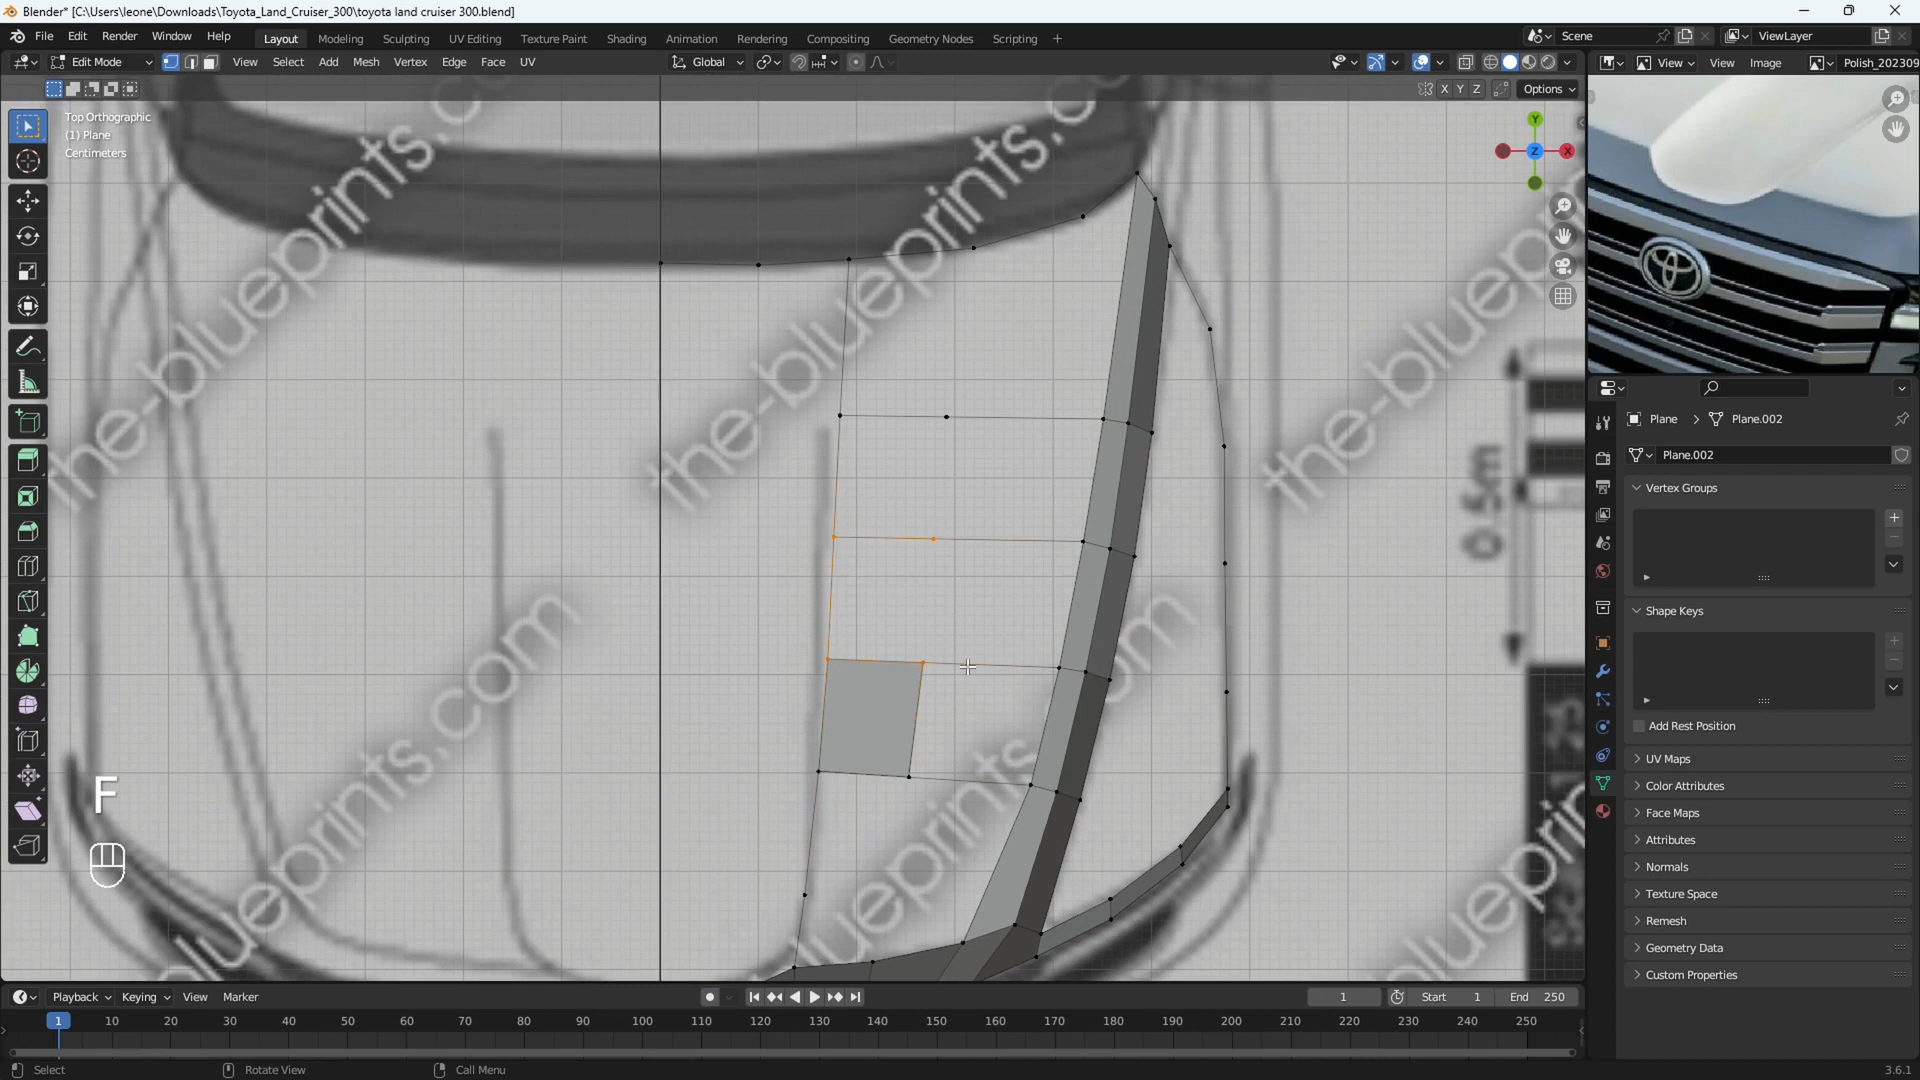 Blender* [C:\Users\leone\Downloads\Toyota_Land_Cruiser_300\toyota land cruiser 300.blend]
File Edit Render Window Help Layout Modeling Sculpting UV Editing Texture Paint Shading Animation Rendering Compositing Geometry Nodes Scripting + Scene ViewLayer
Edit Mode View Select Add Mesh Vertex Edge Face UV Global View View Image Polish_202309
X Y Z Options
Top Orthographic
(1) Plane
Centimeters
Y
Z X
the-blueprints.com
the-blueprints.co
the-blueprints.co
the-blueprints
0.5m
blueprints.com
blueprints.com
blueprin
Plane > Plane.002
Plane.002
Vertex Groups
Shape Keys
Add Rest Position
UV Maps
Color Attributes
Face Maps
Attributes
Normals
Texture Space
Remesh
Geometry Data
Custom Properties
F
Playback Keying View Marker 1 Start 1 End 250
1 10 20 30 40 50 60 70 80 90 100 110 120 130 140 150 160 170 180 190 200 210 220 230 240 250
Select Rotate View Call Menu 3.6.1